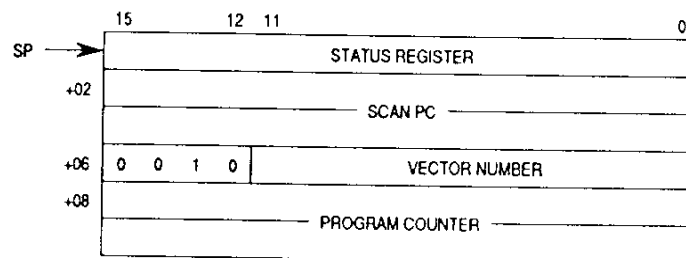 15 12 11 0
SP STATUS REGISTER
+02
SCAN PC
+06 0 0 1 0 VECTOR NUMBER
+08
PROGRAM COUNTER